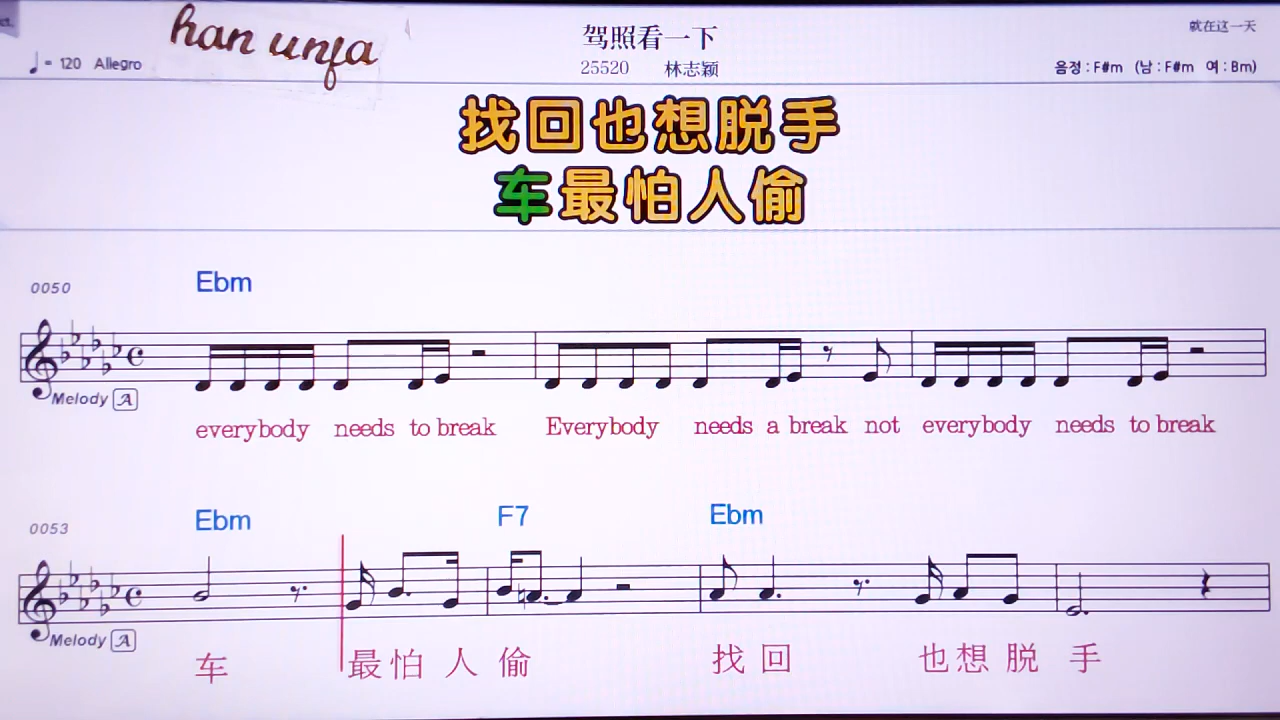 han unfa
驾照看一下
就在这一天
♩= 120 Allegro
25520 林志颖
음정 : F#m (남 : F#m 여 : Bm)
找回也想脱手
车最怕人偷
0050
Ebm
Melody A
everybody needs to break Everybody needs a break not everybody needs to break
0053
Ebm F7 Ebm
Melody A
车 最怕人偷 找回 也想脱手